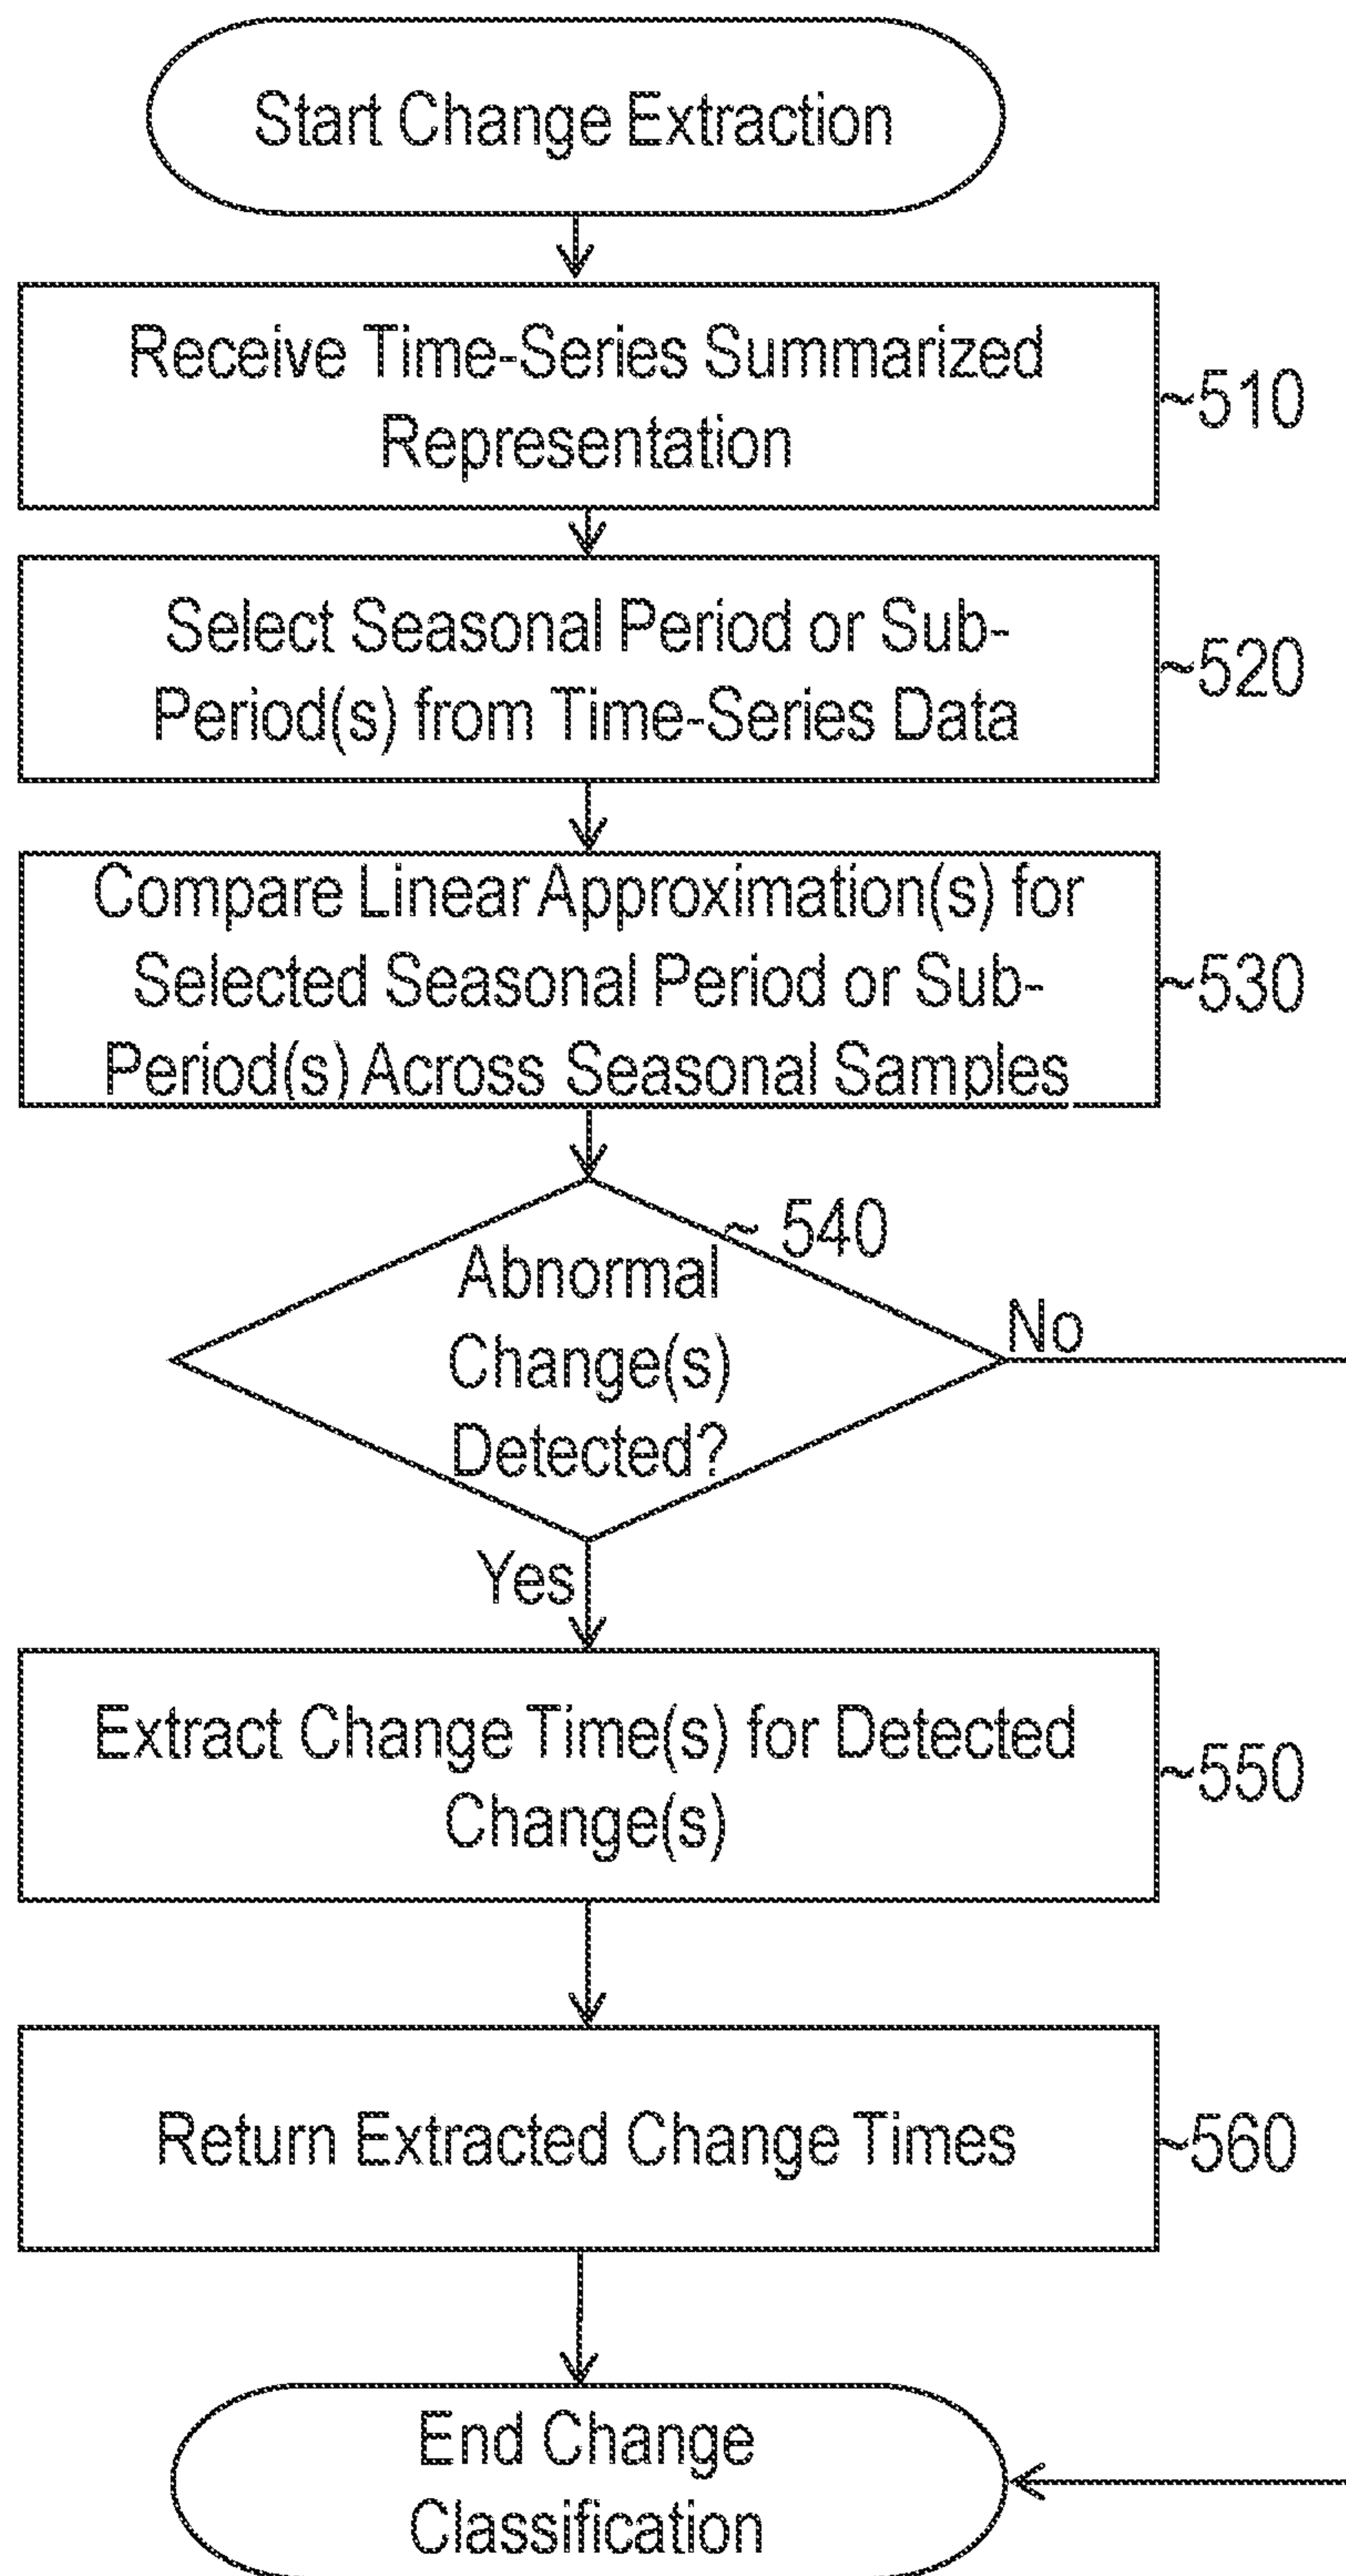 Start Change Extraction
Receive Time-Series Summarized
Representation
~510
Select Seasonal Period or Sub-
Period(s) from Time-Series Data
~520
Compare Linear Approximation(s) for
Selected Seasonal Period or Sub-
Period(s) Across Seasonal Samples
~530
~ 540
Abnormal
Change(s)
Detected?
No
Yes
Extract Change Time(s) for Detected
Change(s)
~550
Return Extracted Change Times
~560
End Change
Classification